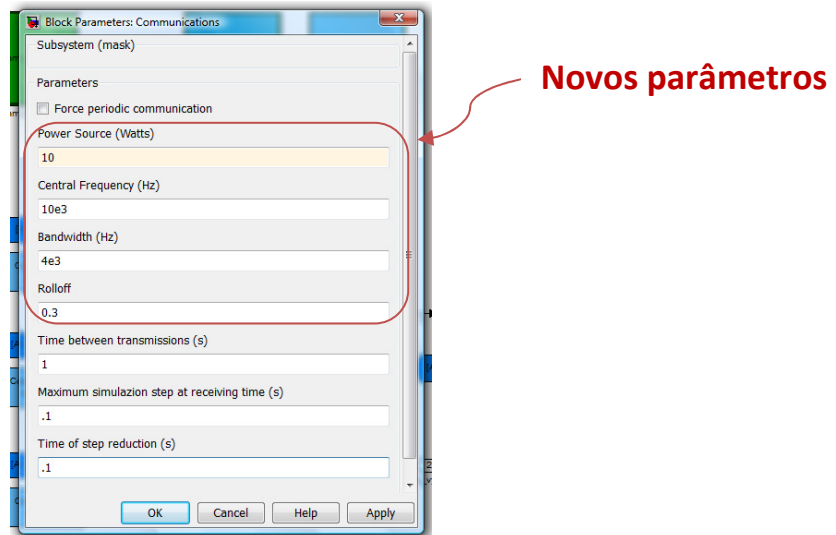 Block Parameters: Communications
Subsystem (mask)
Novos parâmetros
Parameters
Force periodic communication
Power Source (Watts)
10
Central Frequency (Hz)
10e3
Bandwidth (Hz)
4e3
Rolloff
0.3
Time between transmissions (s)
1
Maximum simulazion step at receiving time (s)
.1
Time of step reduction (s)
.1
OK Cancel Help Apply